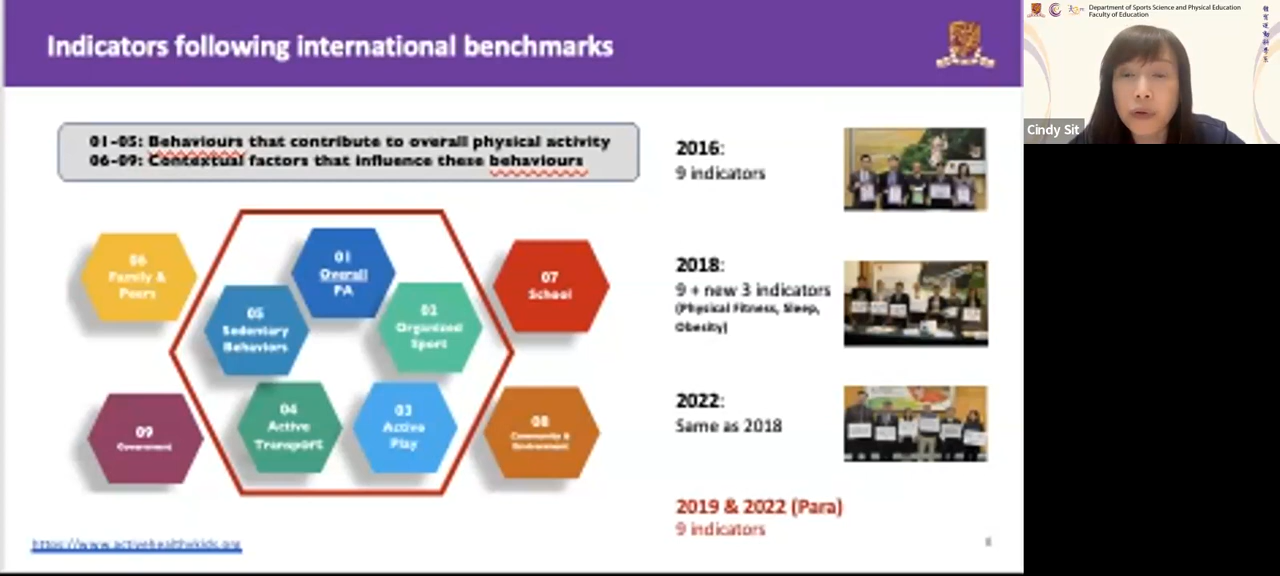 Indicators following international benchmarks
01-05: Behaviours that contribute to overall physical activity
06-09: Contextual factors that influence these behaviours
06
Family &
Peers
01
Overall
PA
05
Sedentary
Behaviors
02
Organized
Sport
07
School
09
Government
04
Active
Transport
03
Active
Play
08
Community &
Environment
https://www.activehealthykids.org
2016:
9 indicators
2018:
9 + new 3 indicators
(Physical Fitness, Sleep,
Obesity)
2022:
Same as 2018
2019 & 2022 (Para)
9 indicators
Department of Sports Science and Physical Education
Faculty of Education
Cindy Sit